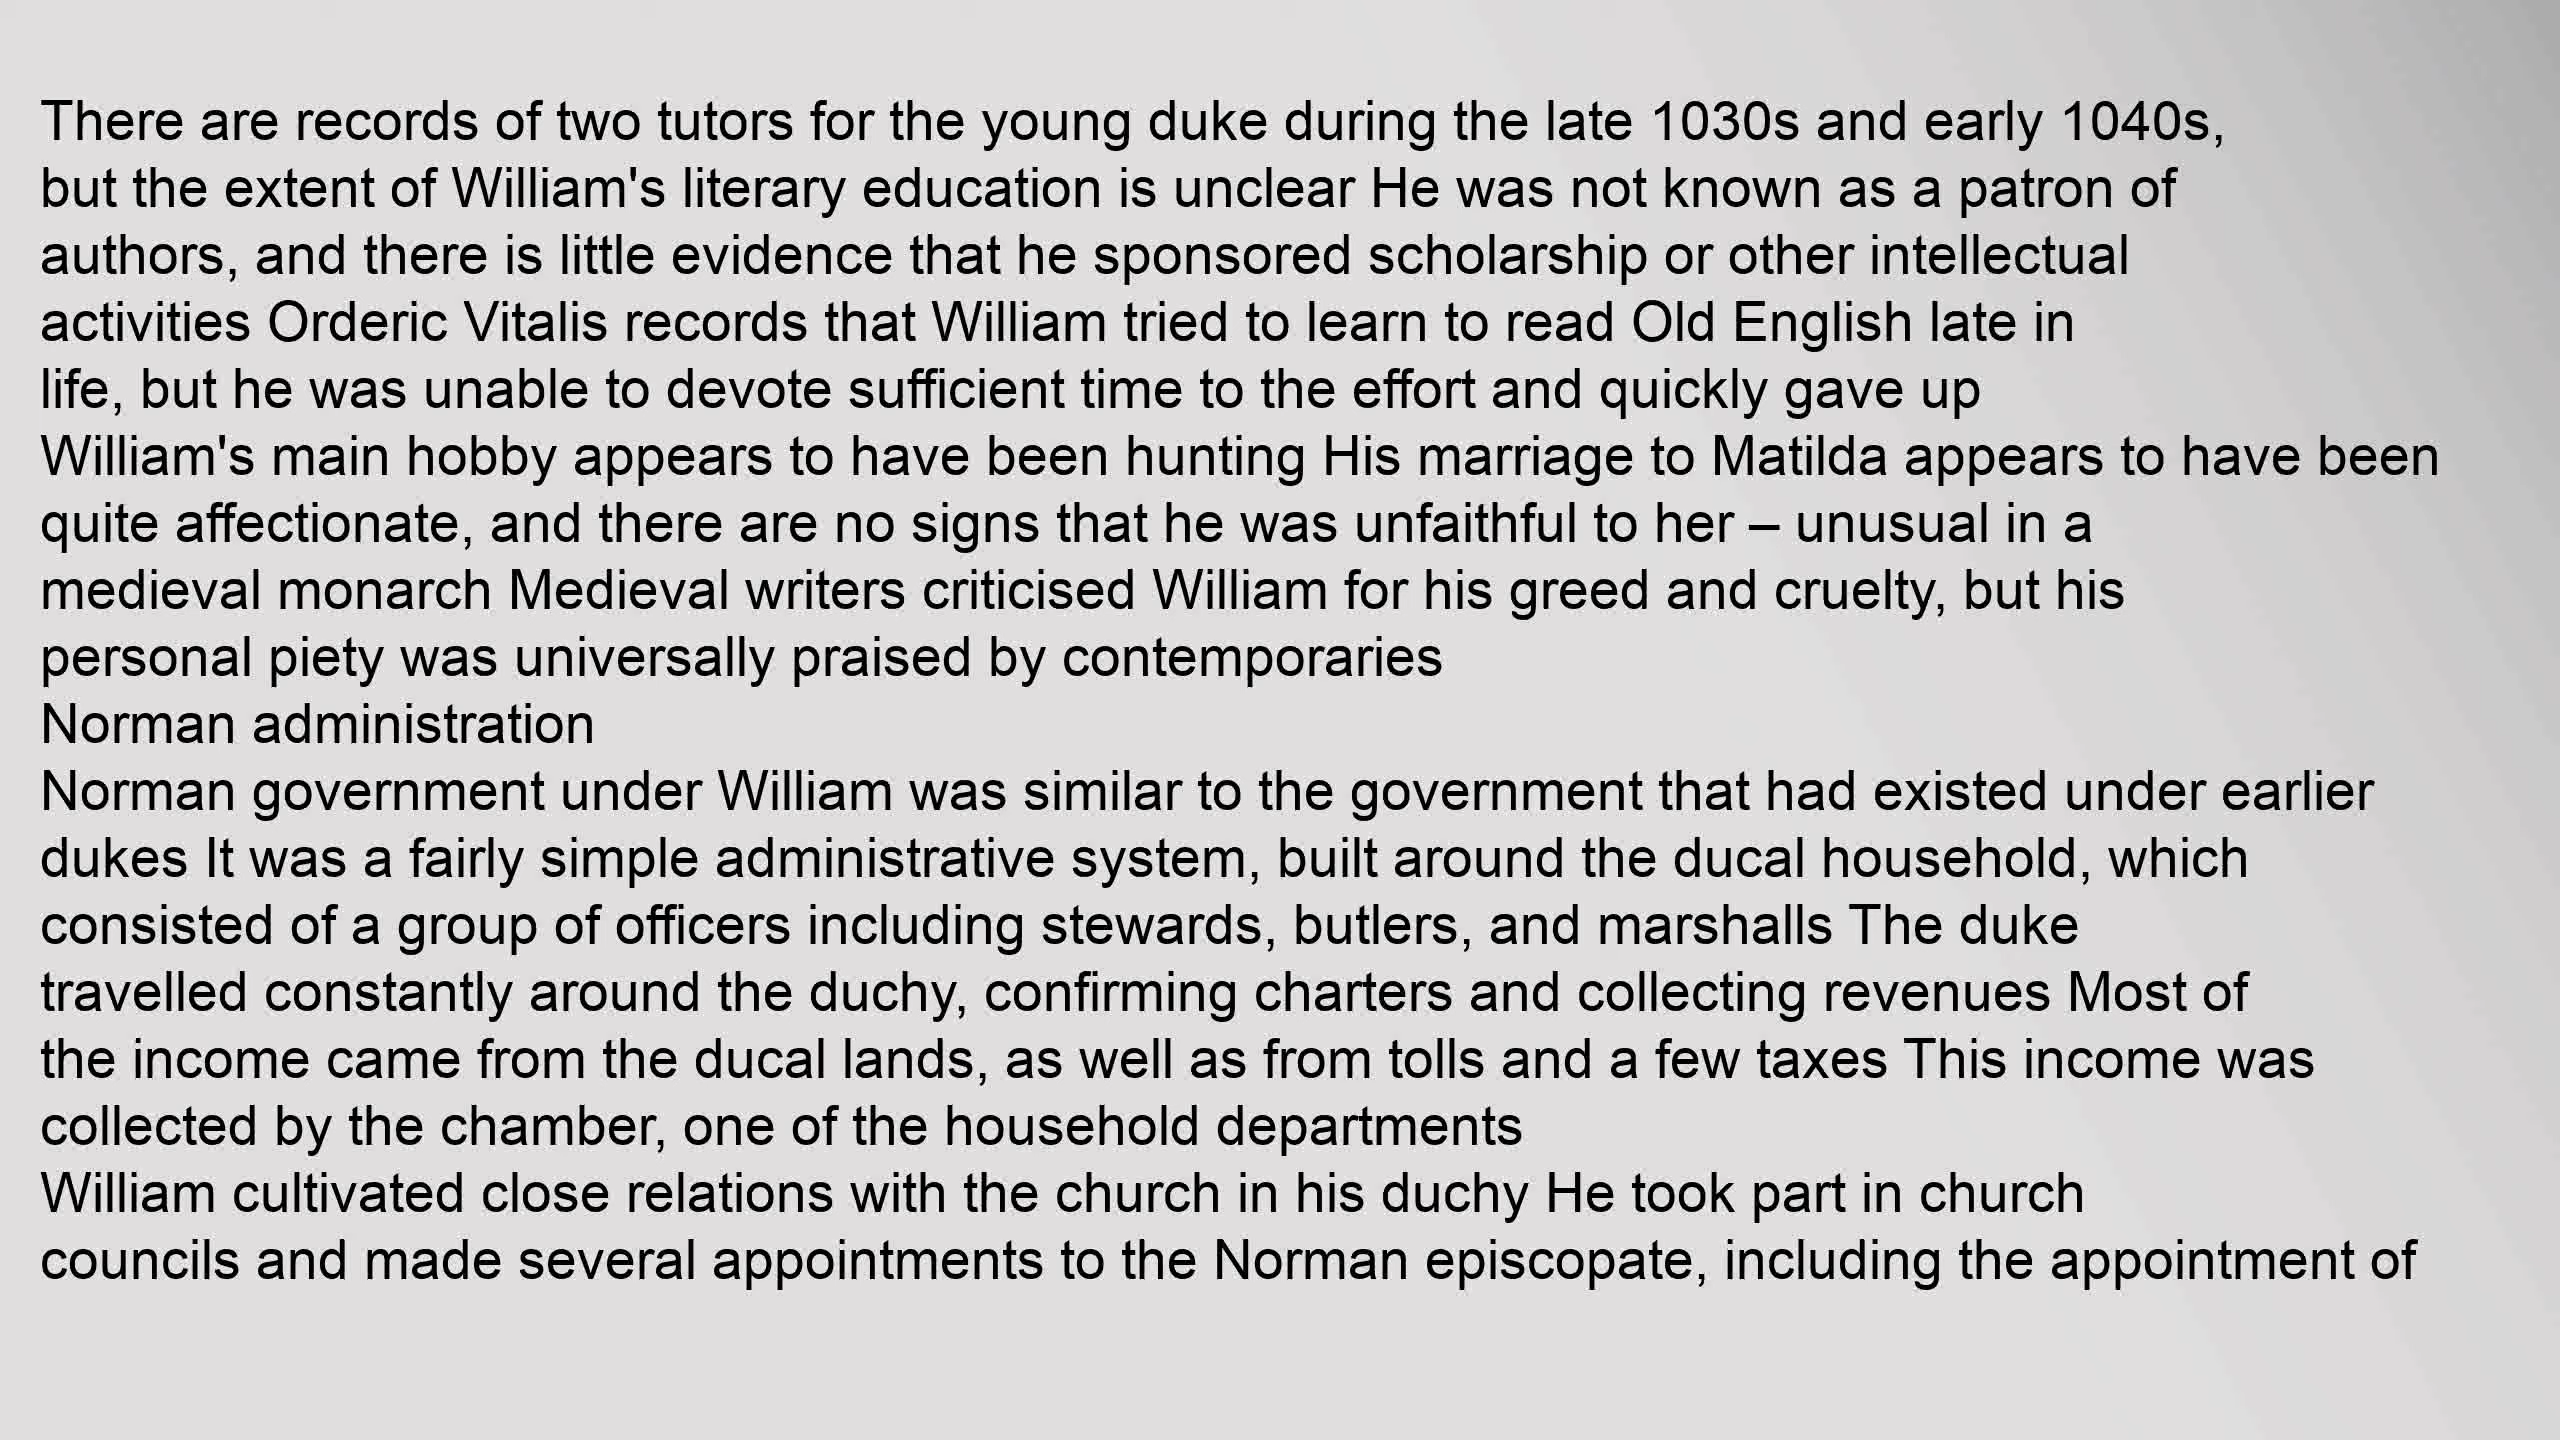 There are records of two tutors for the young duke during the late 1030s and early 1040s,
but the extent of William's literary education is unclear He was not known as a patron of
authors, and there is little evidence that he sponsored scholarship or other intellectual
activities Orderic Vitalis records that William tried to learn to read Old English late in
life, but he was unable to devote sufficient time to the effort and quickly gave up
William's main hobby appears to have been hunting His marriage to Matilda appears to have been
quite affectionate, and there are no signs that he was unfaithful to her – unusual in a
medieval monarch Medieval writers criticised William for his greed and cruelty, but his
personal piety was universally praised by contemporaries
Norman administration
Norman government under William was similar to the government that had existed under earlier
dukes It was a fairly simple administrative system, built around the ducal household, which
consisted of a group of officers including stewards, butlers, and marshalls The duke
travelled constantly around the duchy, confirming charters and collecting revenues Most of
the income came from the ducal lands, as well as from tolls and a few taxes This income was
collected by the chamber, one of the household departments
William cultivated close relations with the church in his duchy He took part in church
councils and made several appointments to the Norman episcopate, including the appointment of